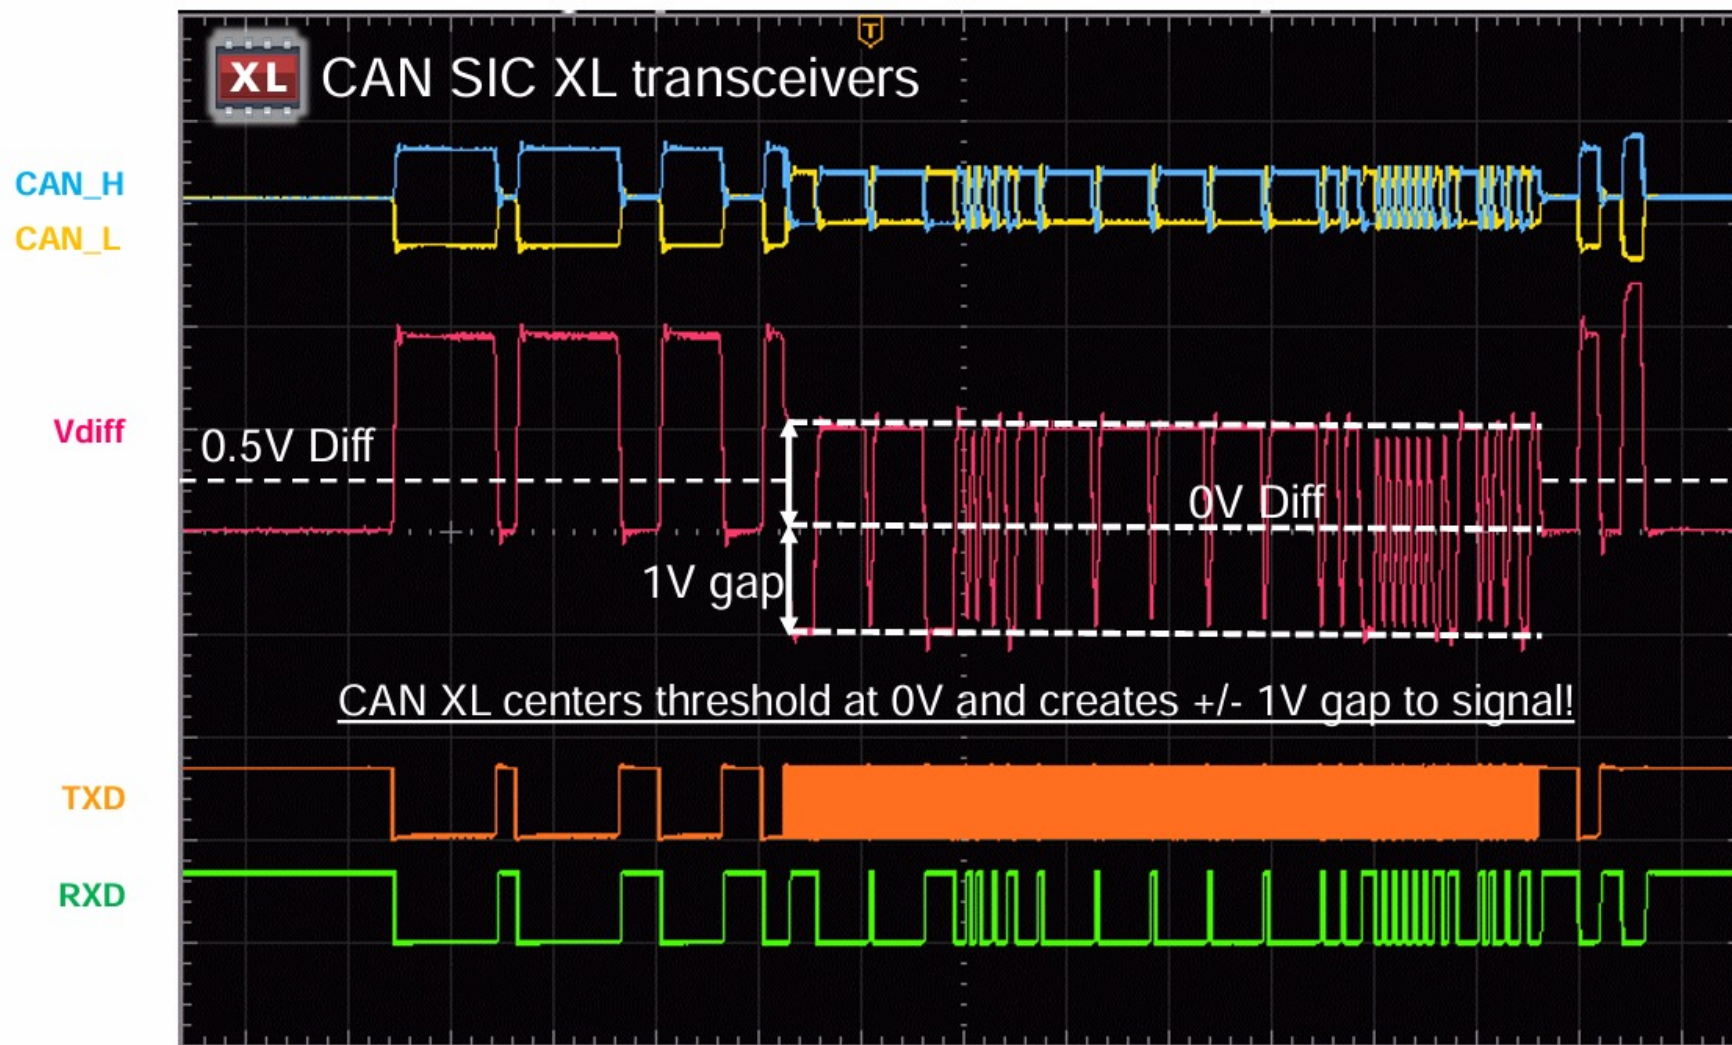 T
XL CAN SIC XL transceivers
CAN_H
CAN_L
Vdiff
0.5V Diff
0V Diff
1V gap
CAN XL centers threshold at 0V and creates +/- 1V gap to signal!
TXD
RXD